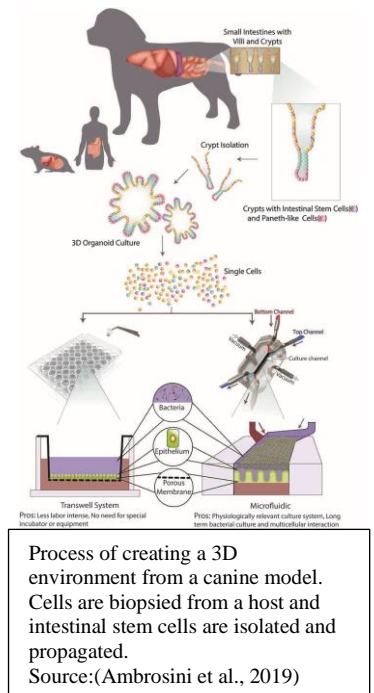 Small Intestines with
Villi and Crypts
Crypt Isolation
Crypts with Intestinal Stem Cells(C)
and Paneth-like Cells(C)
3D Organoid Culture
Single Cells
Bottom Channel
Top Channel
Vacuum
Culture channel
Vacuum
Bacteria
Epithelium
Porous
Membrane
Transwell System
Pros: Less labor intense, No need for special
incubator or equipment
Microfluidic
Pros: Physiologically relevant culture system, Long
term bacterial culture and multicellular interaction
Process of creating a 3D
environment from a canine model.
Cells are biopsied from a host and
intestinal stem cells are isolated and
propagated.
Source:(Ambrosini et al., 2019)